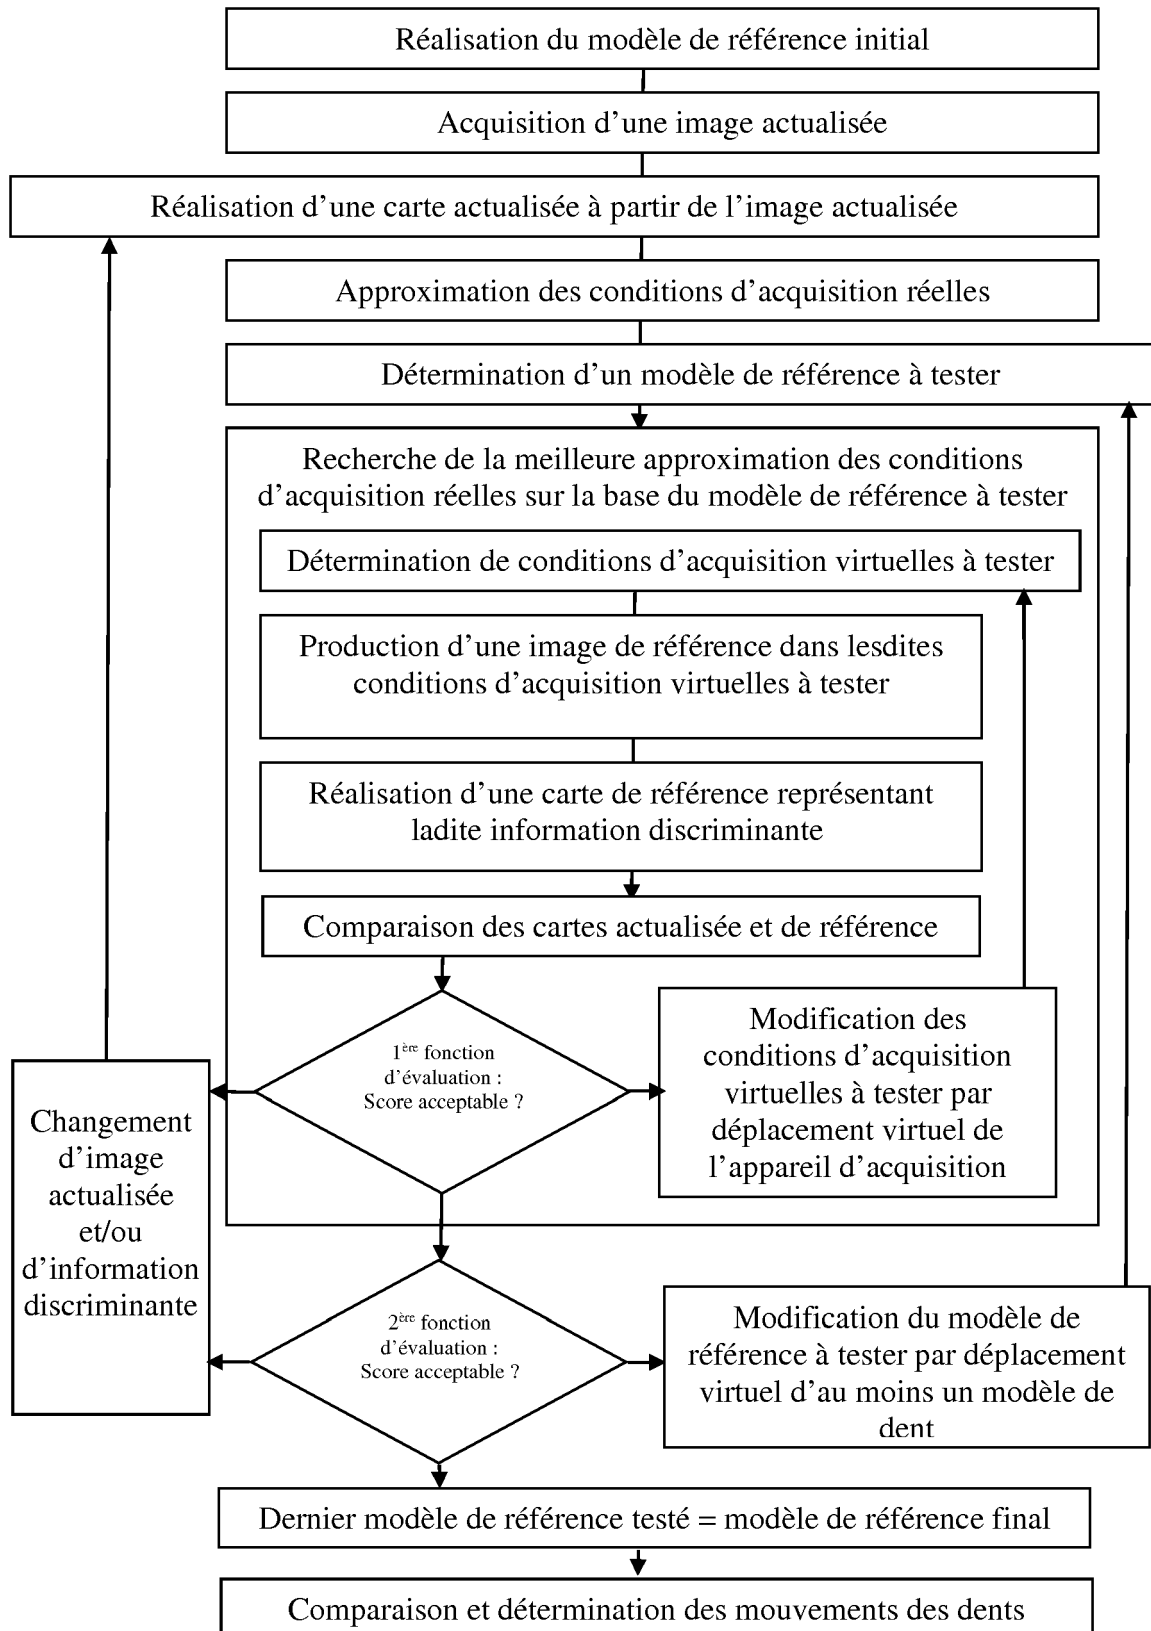 Réalisation du modèle de référence initial
Acquisition d’une image actualisée
Réalisation d’une carte actualisée à partir de l’image actualisée
Approximation des conditions d’acquisition réelles
Détermination d’un modèle de référence à tester
Recherche de la meilleure approximation des conditions
d’acquisition réelles sur la base du modèle de référence à tester
Détermination de conditions d’acquisition virtuelles à tester
Production d’une image de référence dans lesdites
conditions d’acquisition virtuelles à tester
Réalisation d’une carte de référence représentant
ladite information discriminante
Comparaison des cartes actualisée et de référence
1ère fonction
d’évaluation :
Score acceptable ?
Modification des
conditions d’acquisition
virtuelles à tester par
déplacement virtuel de
l’appareil d’acquisition
Changement
d’image
actualisée
et/ou
d’information
discriminante
2ère fonction
d’évaluation :
Score acceptable ?
Modification du modèle de
référence à tester par déplacement
virtuel d’au moins un modèle de
dent
Dernier modèle de référence testé = modèle de référence final
Comparaison et détermination des mouvements des dents